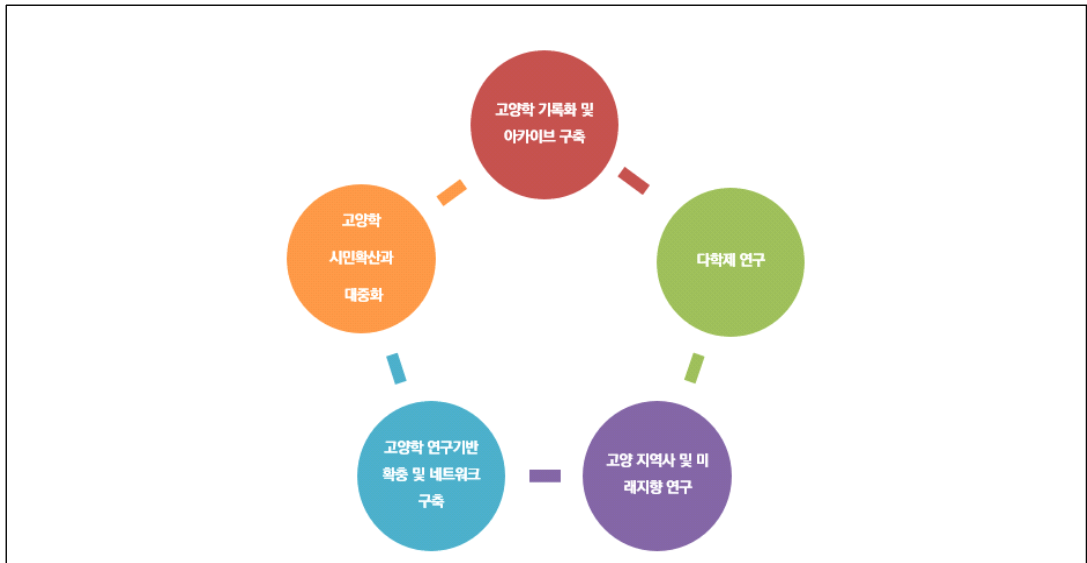 고양학 기록화 및
아카이브 구축
다학제 연구
고양 지역사 및 미
래지향 연구
고양학 연구기반
확충 및 네트워크
구축
고양학
시민확산과
대중화